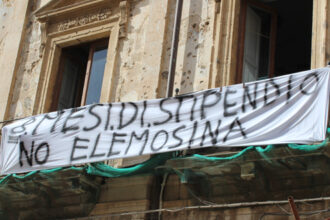 8 MESI DI STIPENDIO
NO ELEMOSINA